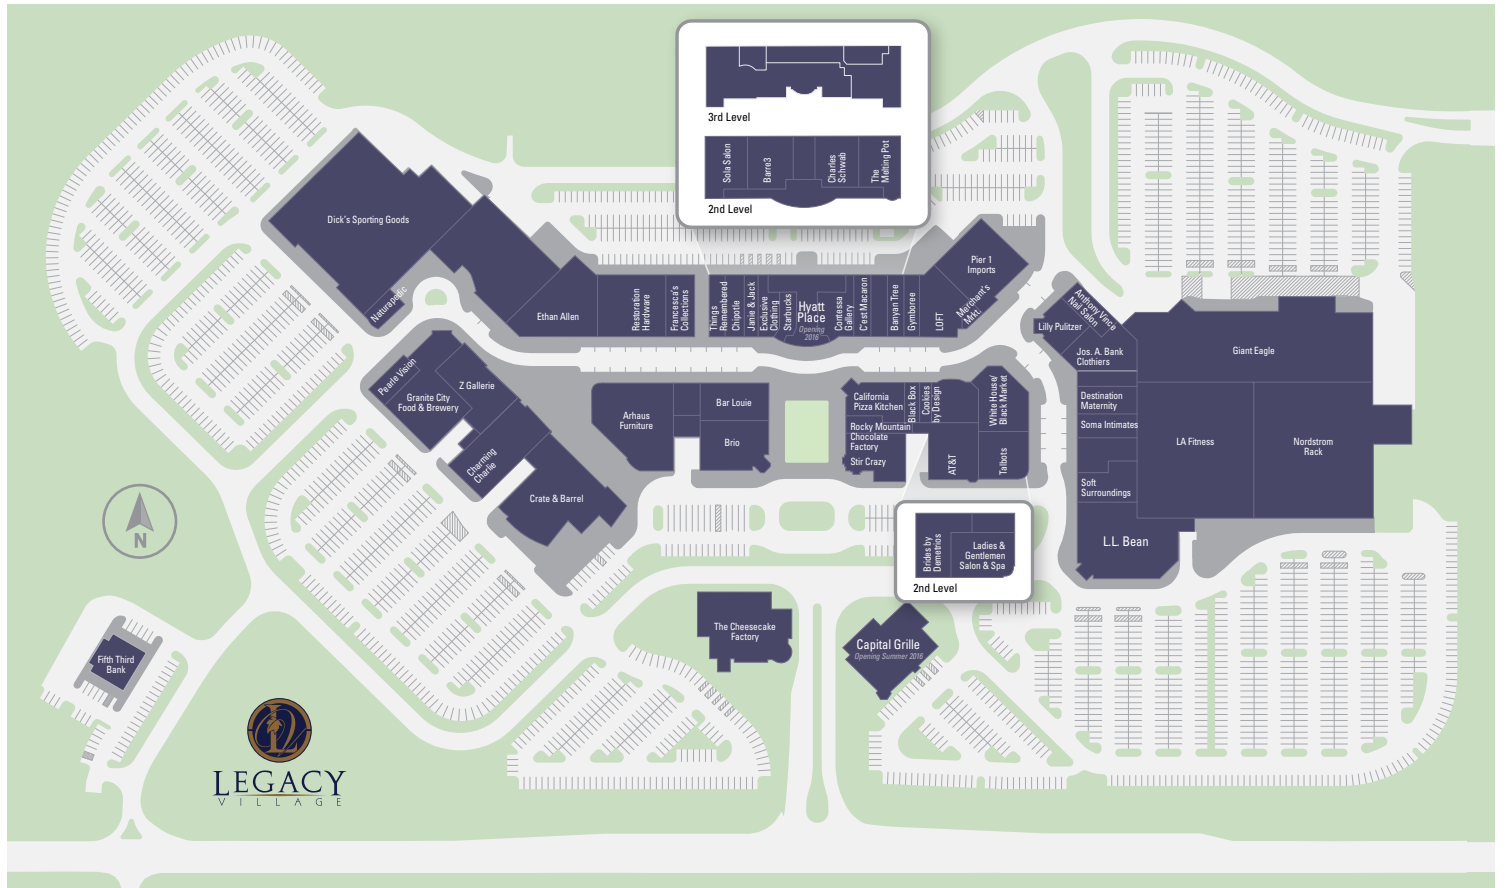 3rd Level
Sola Salon
Barre3
Charles
Schwab
The
Melting Pot
2nd Level
Dick's Sporting Goods
Naturapedic
Ethan Allen
Restoration
Hardware
Francesca's
Collections
Things
Remembered
Chipotle
Janie & Jack
Exclusive
Clothing
Starbucks
Hyatt
Place
Opening
2016
Contessa
Gallery
C'est Macaron
Banyan Tree
Gymboree
LOFT
Merchant's
Mrkt.
Pier 1
Imports
Anthony Vince
Nail Salon
Lilly Pulitzer
Jos. A. Bank
Clothiers
Giant Eagle
Destination
Maternity
Soma Intimates
LA Fitness
Nordstrom
Rack
Soft
Surroundings
L.L. Bean
Pearle Vision
Z Gallerie
Granite City
Food & Brewery
Charming
Charlie
Crate & Barrel
Arhaus
Furniture
Bar Louie
Brio
California
Pizza Kitchen
Black Box
Cookies
by Design
White House/
Black Market
Rocky Mountain
Chocolate
Factory
Stir Crazy
AT&T
Talbots
Brides by
Demetrios
Ladies &
Gentlemen
Salon & Spa
2nd Level
N
The Cheesecake
Factory
Capital Grille
Opening Summer 2016
Fifth Third
Bank
L
LEGACY
VILLAGE